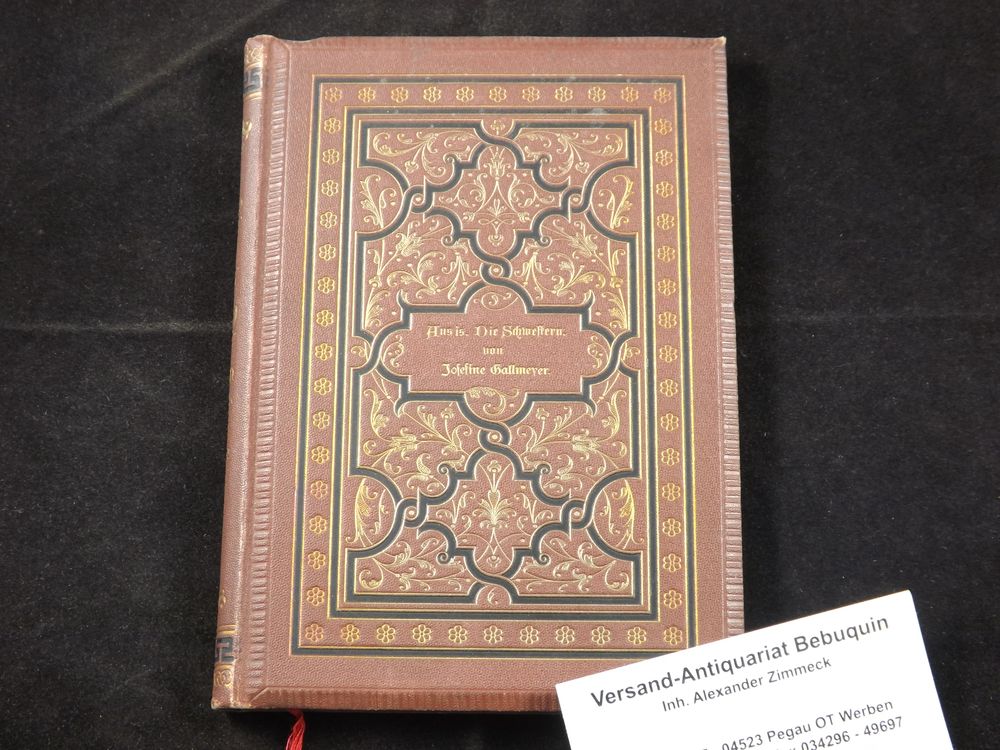 Aus is. Die Schwestern.
von
Josefine Gallmeyer.
Versand-Antiquariat Bebuquin
Inh. Alexander Zimmeck
04523 Pegau OT Werben
034296 - 49697